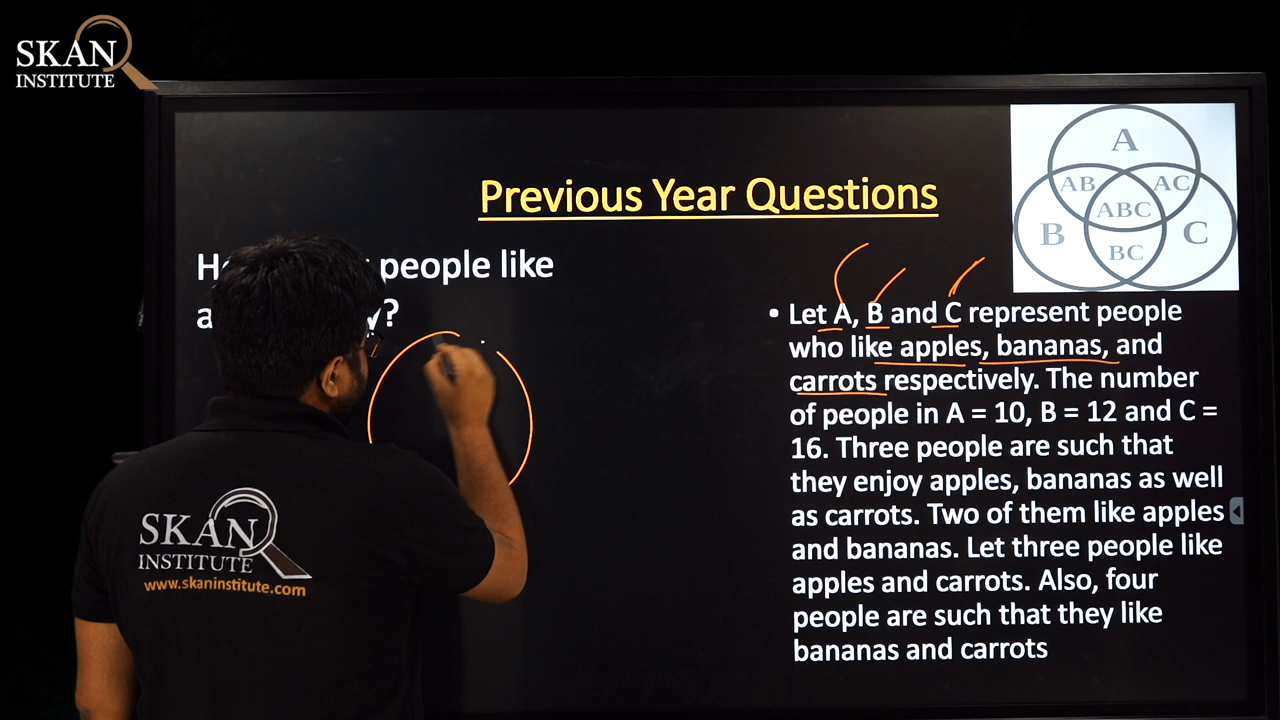 SKAN
INSTITUTE
Previous Year Questions
people like
?
A
AB
AC
ABC
B
C
BC
• Let A, B and C represent people
who like apples, bananas, and
carrots respectively. The number
of people in A = 10, B = 12 and C =
16. Three people are such that
they enjoy apples, bananas as well
as carrots. Two of them like apples
and bananas. Let three people like
apples and carrots. Also, four
people are such that they like
bananas and carrots
SKAN
INSTITUTE
www.skaninstitute.com